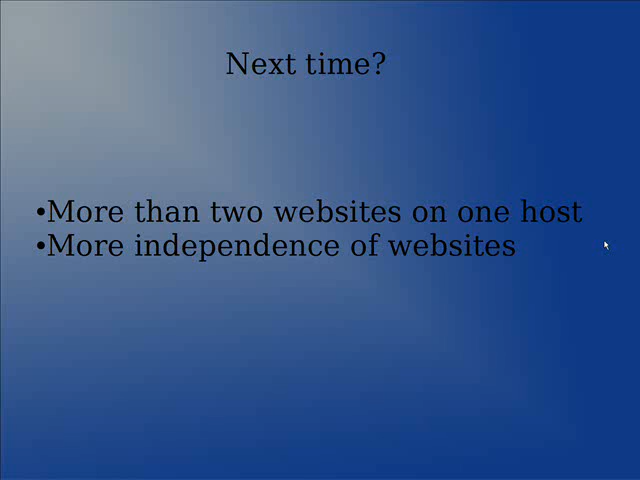 Next time?
•More than two websites on one host
•More independence of websites